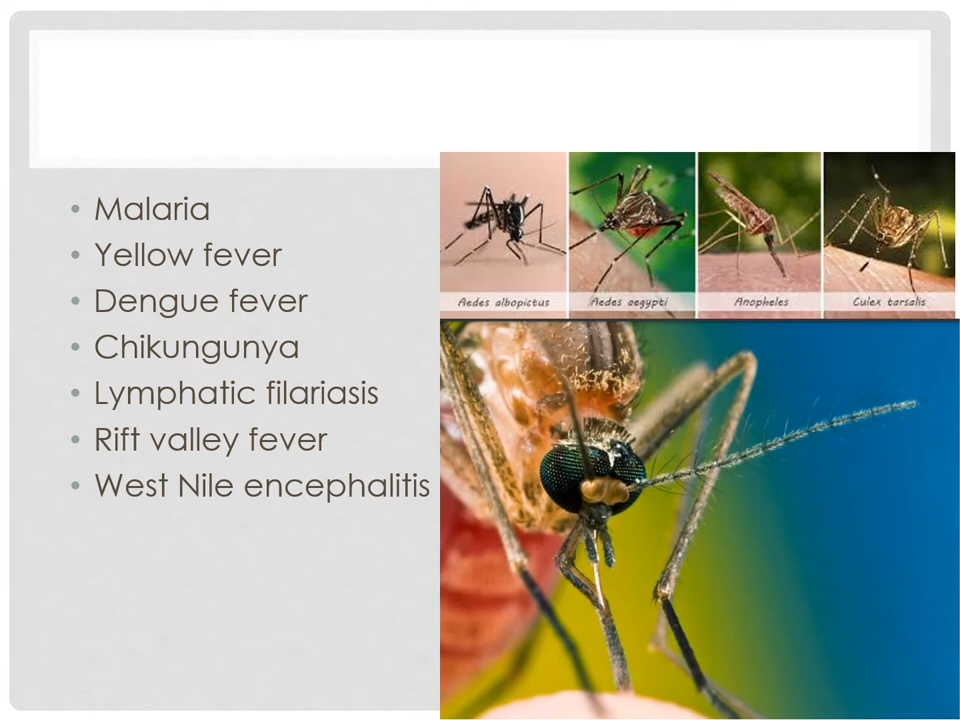 Malaria
Yellow fever
Dengue fever
Chikungunya
Lymphatic filariasis
Rift valley fever
West Nile encephalitis
Aedes albopictus
Aedes aegypti
Anopheles
Culex tarsalis